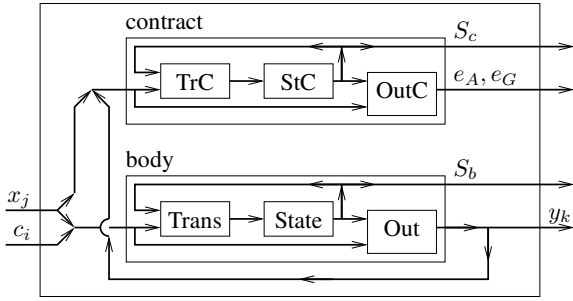 contract
S_c
TrC
StC
OutC
e_A, e_G
body
S_b
x_j
Trans
State
Out
y_k
c_i